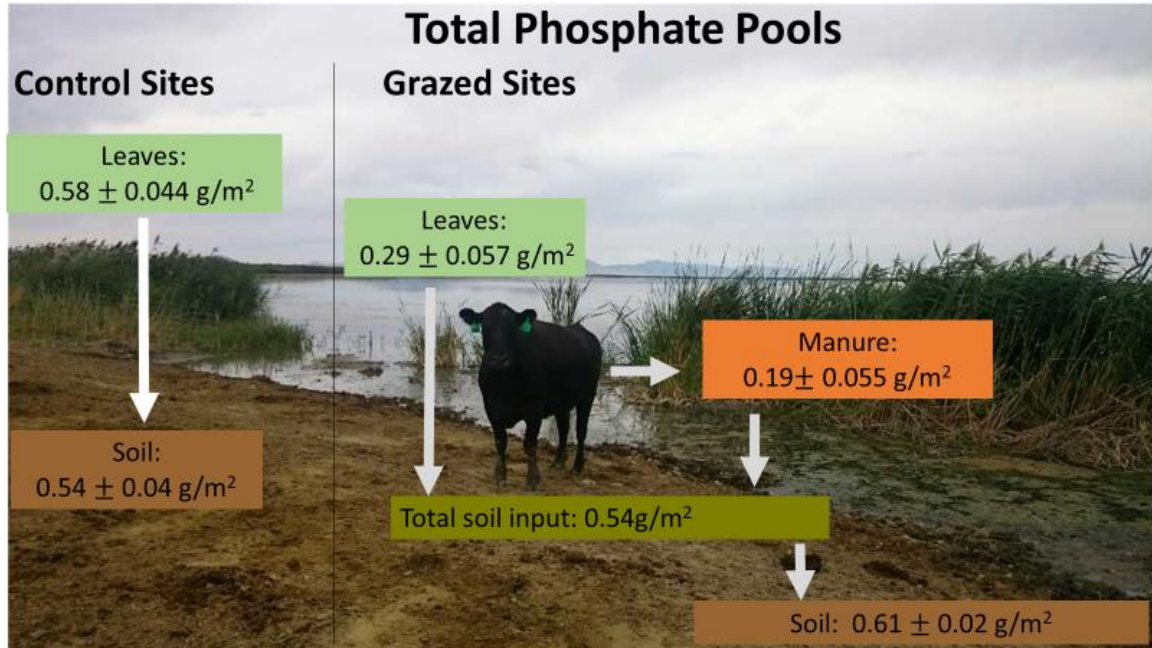 Total Phosphate Pools
Control Sites
Grazed Sites
Leaves:
0.58 ± 0.044 g/m²
Leaves:
0.29 ± 0.057 g/m²
Manure:
0.19± 0.055 g/m²
Soil:
0.54 ± 0.04 g/m²
Total soil input: 0.54g/m²
Soil: 0.61 ± 0.02 g/m²